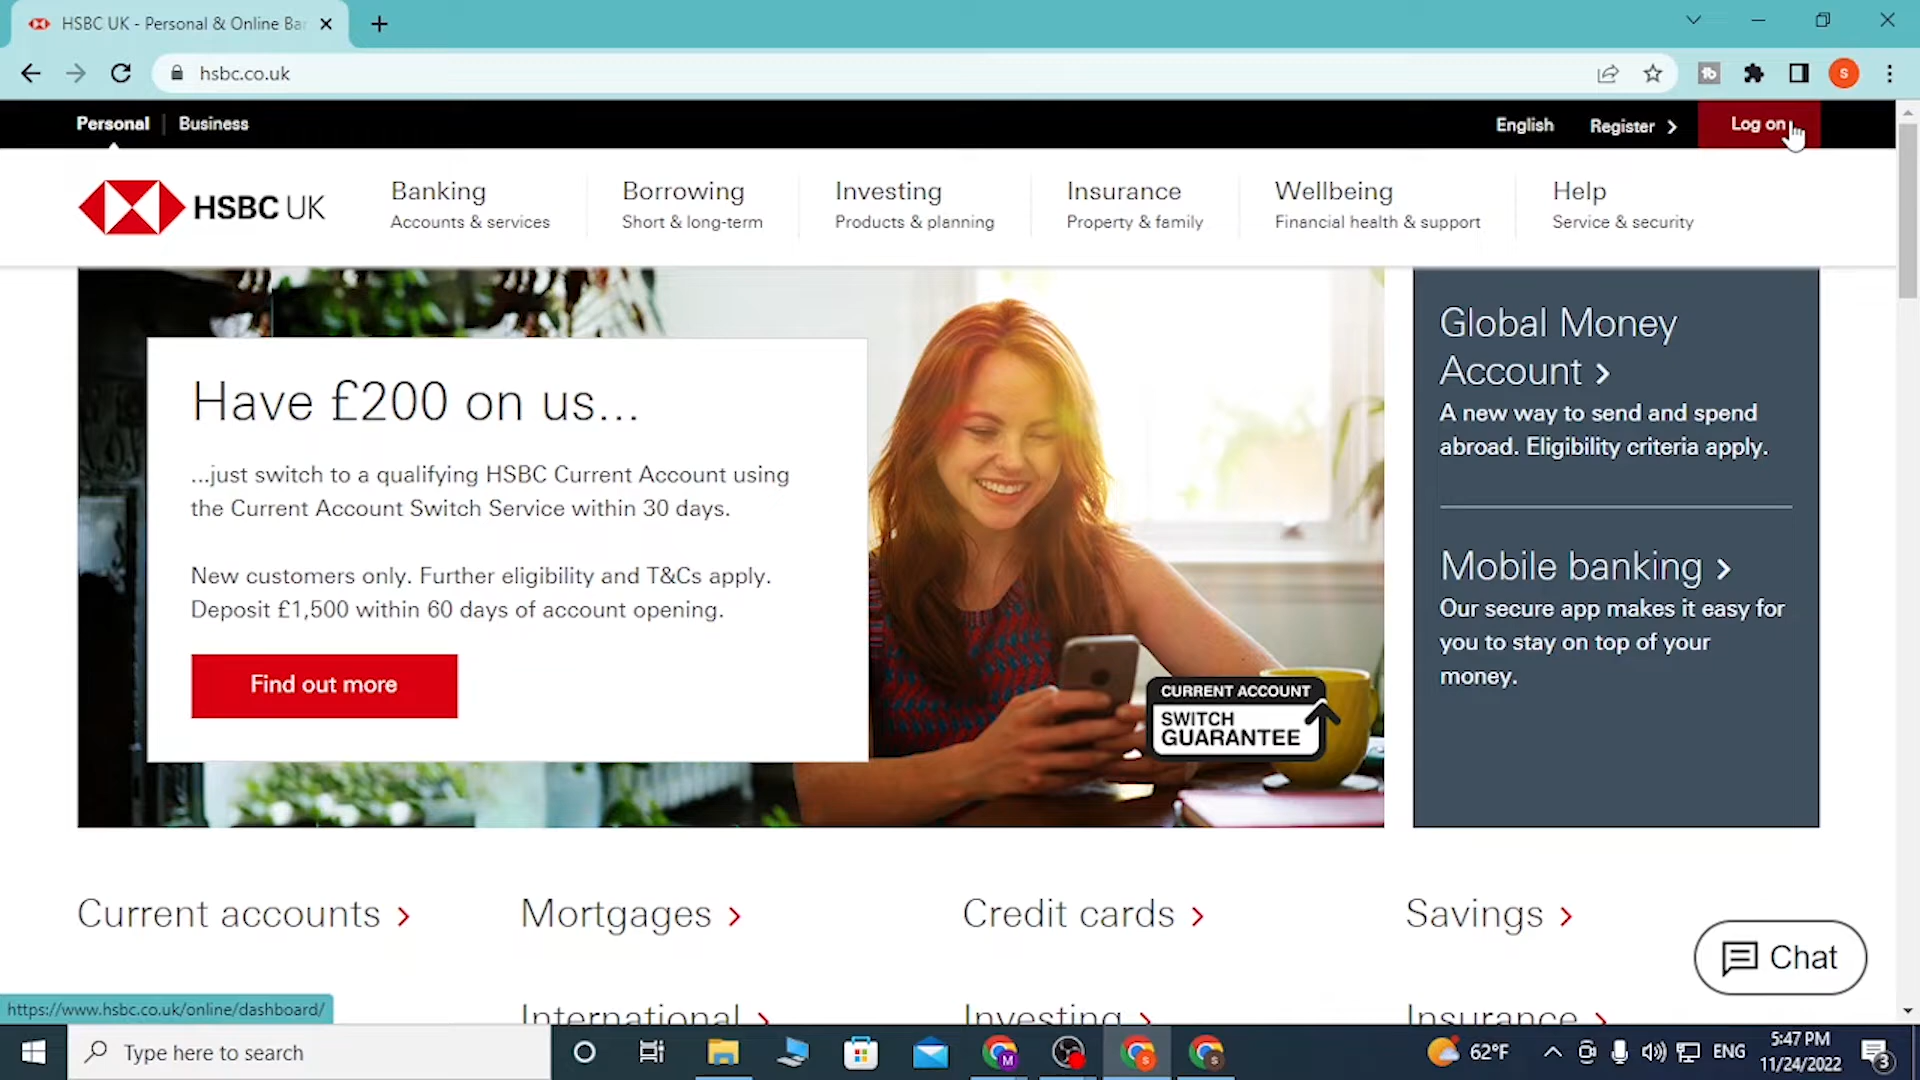 HSBC UK - Personal & Online Ba
hsbc.co.uk
Personal
Business
English
Register
Log on
HSBC UK
Banking
Accounts & services
Borrowing
Short & long-term
Investing
Products & planning
Insurance
Property & family
Wellbeing
Financial health & support
Help
Service & security
Have £200 on us...
...just switch to a qualifying HSBC Current Account using
the Current Account Switch Service within 30 days.
New customers only. Further eligibility and T&Cs apply.
Deposit £1,500 within 60 days of account opening.
Find out more
CURRENT ACCOUNT
SWITCH
GUARANTEE
Global Money
Account
A new way to send and spend
abroad. Eligibility criteria apply.
Mobile banking
Our secure app makes it easy for
you to stay on top of your
money.
Current accounts
Mortgages
Credit cards
Savings
International
Investing
Insurance
Chat
https://www.hsbc.co.uk/online/dashboard/
Type here to search
62°F
ENG
5:47 PM
11/24/2022
3